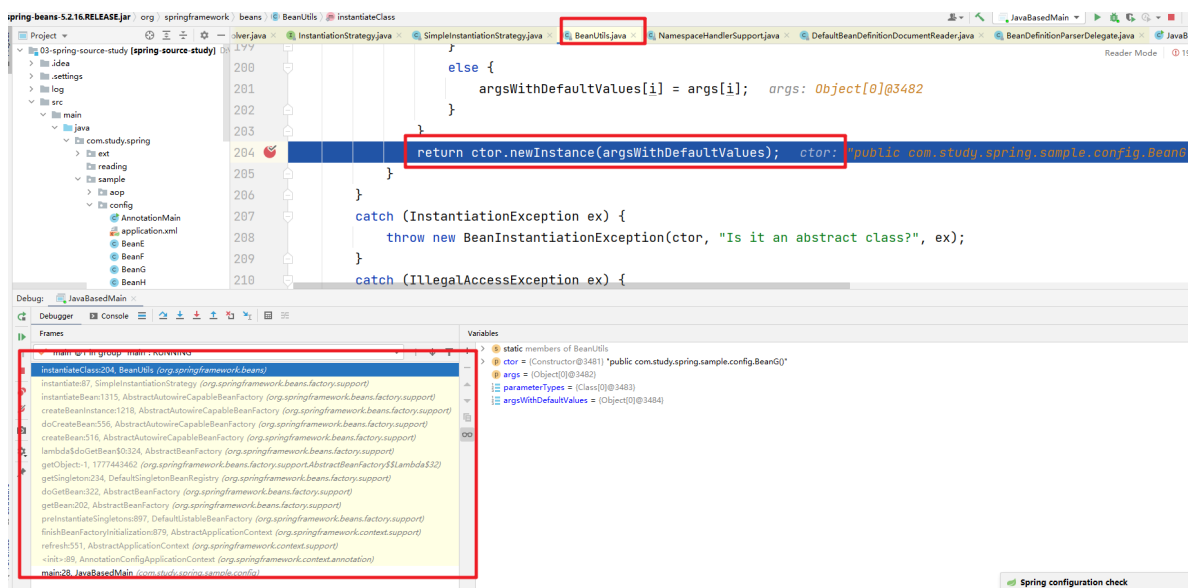 spring-beans-5.2.16.RELEASE.jar › org › springframework › beans › BeanUtils › instantiateClass
JavaBasedMain
Project
InstantiationStrategy.java
SimpleInstantiationStrategy.java
BeanUtils.java
NamespaceHandlerSupport.java
DefaultBeanDefinitionDocumentReader.java
BeanDefinitionParserDelegate.java
Reader Mode
03-spring-source-study [spring-source-study]
.idea
.settings
log
src
main
java
com.study.spring
ext
reading
sample
aop
config
AnnotationMain
application.xml
BeanE
BeanF
BeanG
BeanH
199 }
200 else {
201 argsWithDefaultValues[i] = args[i]; args: Object[0]@3482
202 }
203 }
204 return ctor.newInstance(argsWithDefaultValues); ctor: "public com.study.spring.sample.config.BeanG
205 }
206 }
207 catch (InstantiationException ex) {
208 throw new BeanInstantiationException(ctor, "Is it an abstract class?", ex);
209 }
210 catch (IllegalAccessException ex) {
Debug: JavaBasedMain
Debugger Console
Frames
"main"@1 in group "main": RUNNING
instantiateClass:204, BeanUtils (org.springframework.beans)
instantiate:87, SimpleInstantiationStrategy (org.springframework.beans.factory.support)
instantiateBean:1315, AbstractAutowireCapableBeanFactory (org.springframework.beans.factory.support)
createBeanInstance:1218, AbstractAutowireCapableBeanFactory (org.springframework.beans.factory.support)
doCreateBean:556, AbstractAutowireCapableBeanFactory (org.springframework.beans.factory.support)
createBean:516, AbstractAutowireCapableBeanFactory (org.springframework.beans.factory.support)
lambda$doGetBean$0:324, AbstractBeanFactory (org.springframework.beans.factory.support)
getObject:-1, 1777443462 (org.springframework.beans.factory.support.AbstractBeanFactory$$Lambda$32)
getSingleton:234, DefaultSingletonBeanRegistry (org.springframework.beans.factory.support)
doGetBean:322, AbstractBeanFactory (org.springframework.beans.factory.support)
getBean:202, AbstractBeanFactory (org.springframework.beans.factory.support)
preInstantiateSingletons:897, DefaultListableBeanFactory (org.springframework.beans.factory.support)
finishBeanFactoryInitialization:879, AbstractApplicationContext (org.springframework.context.support)
refresh:551, AbstractApplicationContext (org.springframework.context.support)
<init>:89, AnnotationConfigApplicationContext (org.springframework.context.annotation)
main:28, JavaBasedMain (com.study.spring.sample.config)
Variables
static members of BeanUtils
ctor = {Constructor@3481} "public com.study.spring.sample.config.BeanG()"
args = {Object[0]@3482}
parameterTypes = {Class[0]@3483}
argsWithDefaultValues = {Object[0]@3484}
Spring configuration check